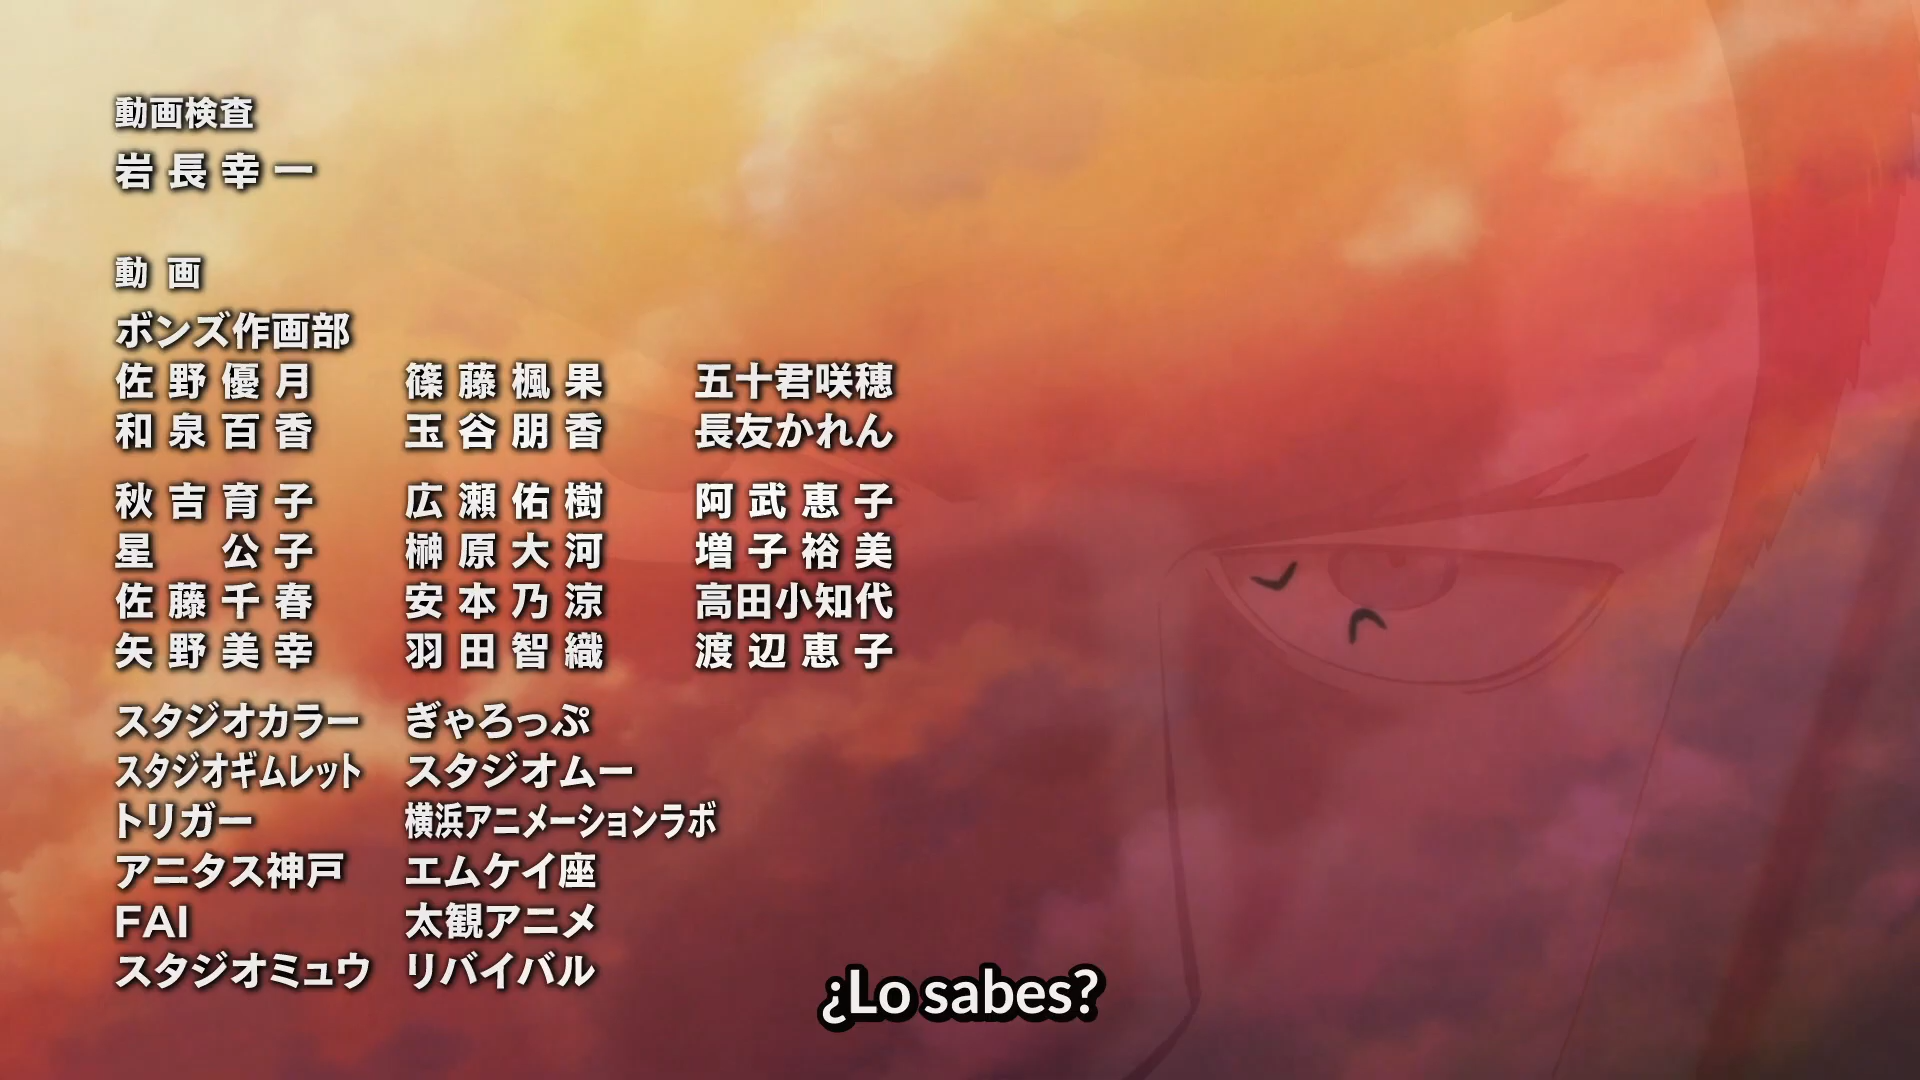 動画検査
岩長幸一
動画
ボンズ作画部
佐野優月 篠藤楓果 五十君咲穂
和泉百香 玉谷朋香 長友かれん
秋吉育子 広瀬佑樹 阿武恵子
星 公子 榊原大河 増子裕美
佐藤千春 安本乃涼 高田小知代
矢野美幸 羽田智織 渡辺恵子
スタジオカラー ぎゃろっぷ
スタジオギムレット スタジオムー
トリガー 横浜アニメーションラボ
アニタス神戸 エムケイ座
FAI 太観アニメ
スタジオミュウ リバイバル
¿Lo sabes?